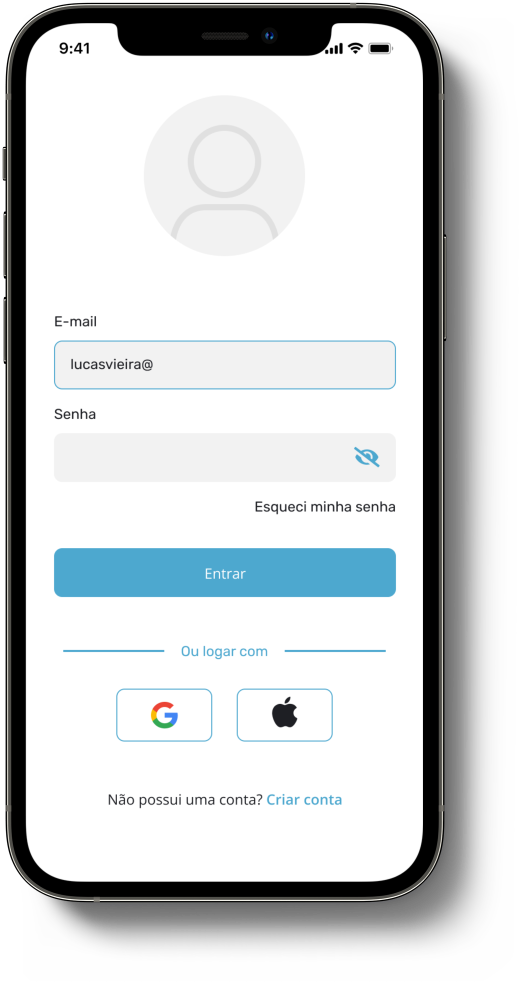 9:41
E-mail
lucasvieira@
Senha
Esqueci minha senha
Entrar
Ou logar com
Não possui uma conta? Criar conta